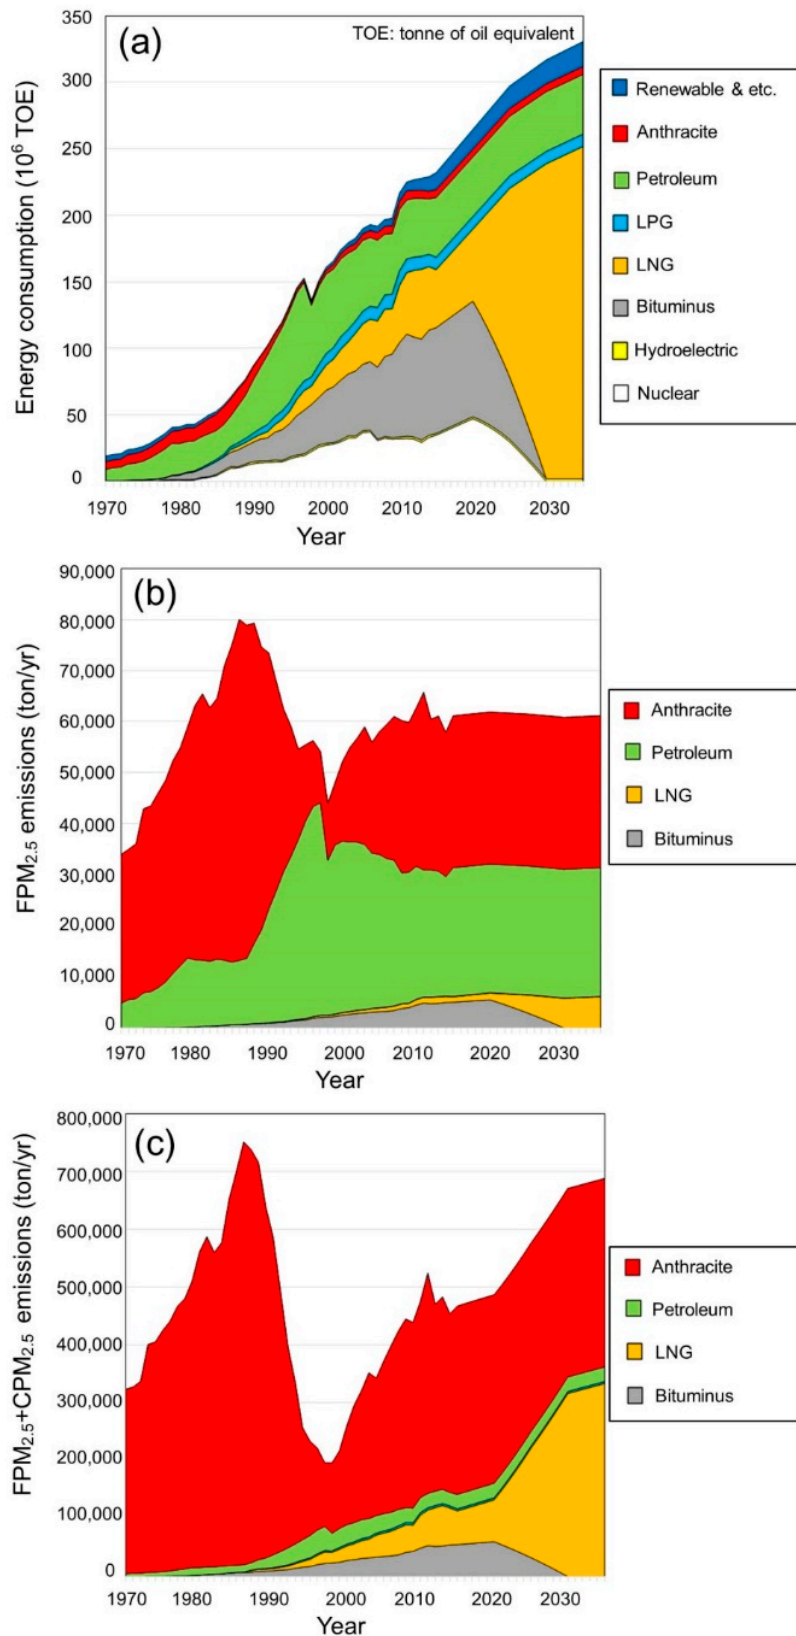 (a)
TOE: tonne of oil equivalent
Energy consumption (10⁶ TOE)
350
300
250
200
150
100
50
0
1970 1980 1990 2000 2010 2020 2030
Year
Renewable & etc.
Anthracite
Petroleum
LPG
LNG
Bituminus
Hydroelectric
Nuclear
(b)
FPM₂.₅ emissions (ton/yr)
90,000
80,000
70,000
60,000
50,000
40,000
30,000
20,000
10,000
0
1970 1980 1990 2000 2010 2020 2030
Year
Anthracite
Petroleum
LNG
Bituminus
(c)
FPM₂.₅+CPM₂.₅ emissions (ton/yr)
800,000
700,000
600,000
500,000
400,000
300,000
200,000
100,000
0
1970 1980 1990 2000 2010 2020 2030
Year
Anthracite
Petroleum
LNG
Bituminus